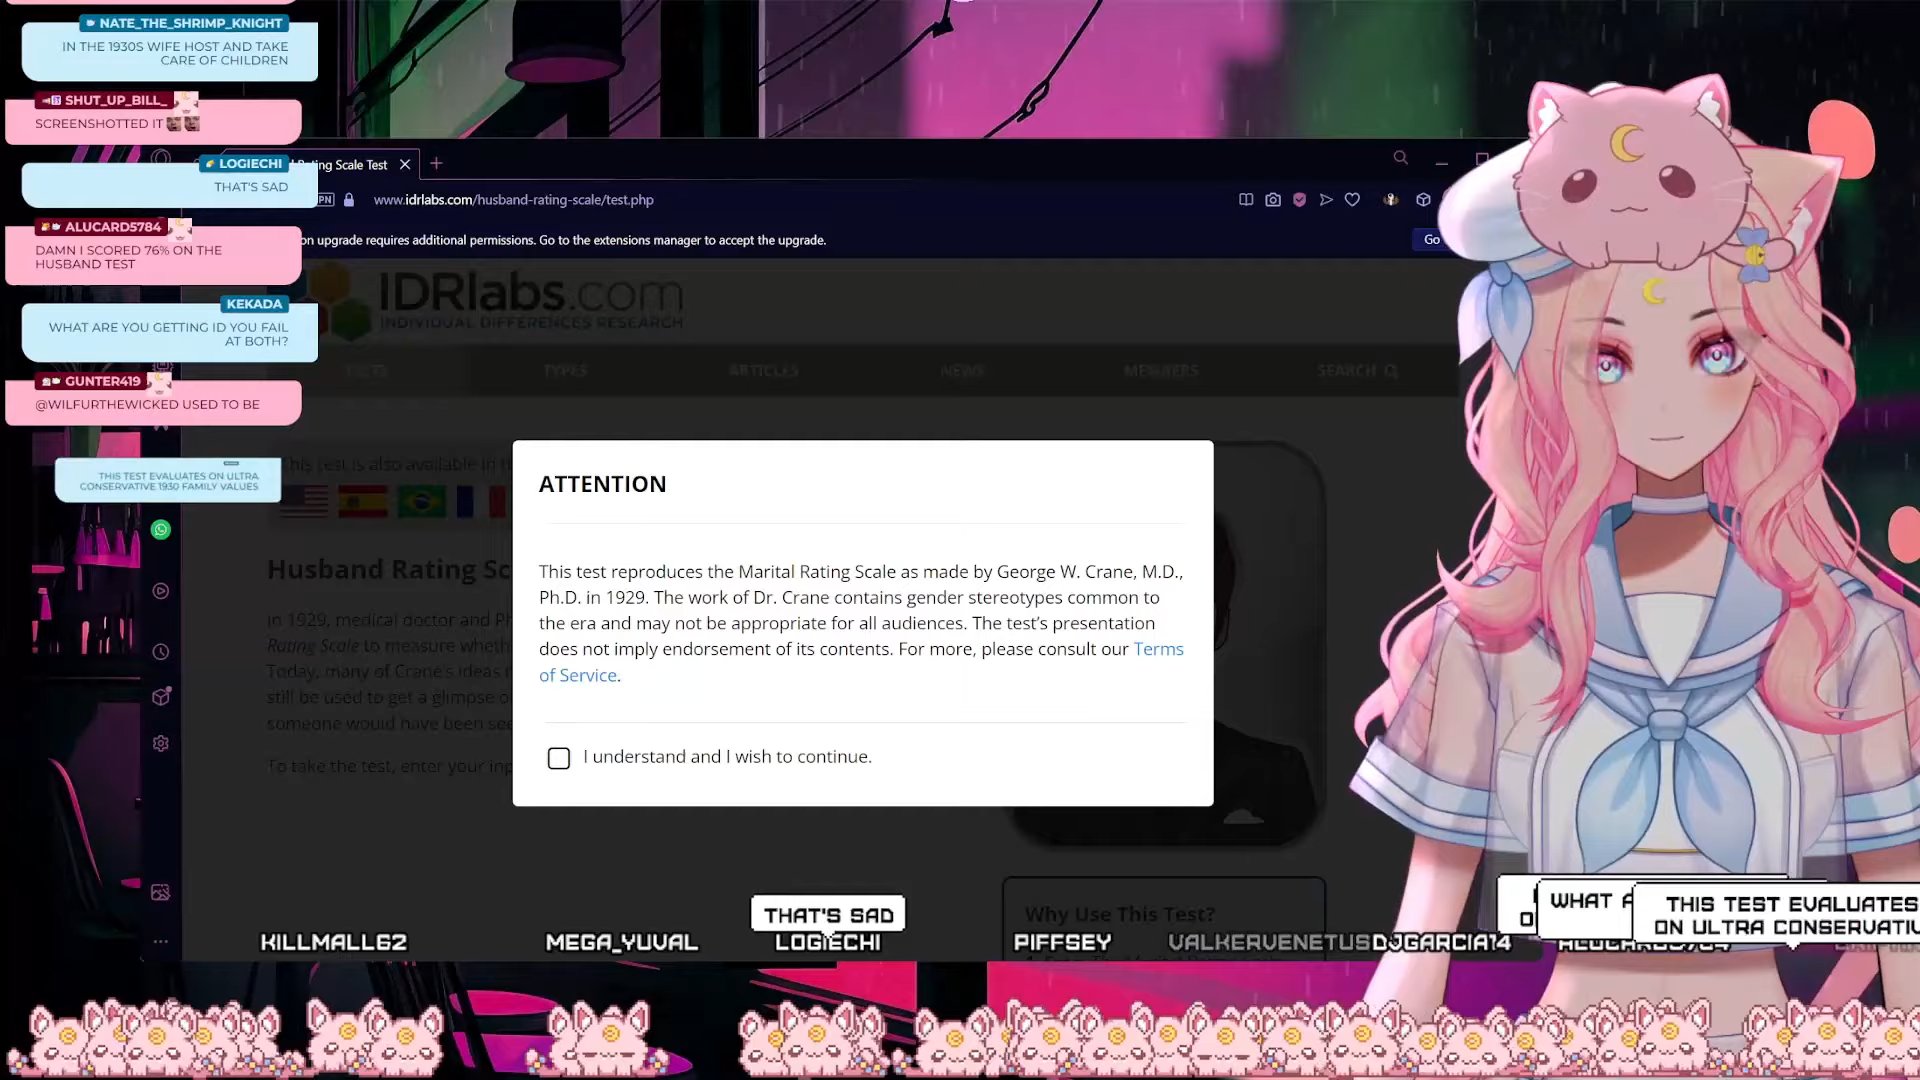 NATE_THE_SHRIMP_KNIGHT
IN THE 1930S WIFE HOST AND TAKE
CARE OF CHILDREN
SHUT_UP_BILL_
SCREENSHOTTED IT
LOGIECHI
THAT'S SAD
ALUCARD5784
DAMN I SCORED 76% ON THE
HUSBAND TEST
KEKADA
WHAT ARE YOU GETTING ID YOU FAIL
AT BOTH?
GUNTER419
@WILFURTHEWICKED USED TO BE
THIS TEST EVALUATES ON ULTRA
CONSERVATIVE 1930 FAMILY VALUES
Rating Scale Test
www.idrlabs.com/husband-rating-scale/test.php
on upgrade requires additional permissions. Go to the extensions manager to accept the upgrade.
Go
IDRlabs.com
INDIVIDUAL DIFFERENCES RESEARCH
TESTS
TYPES
ARTICLES
NEWS
MEMBERS
SEARCH
This test is also available in
Husband Rating Sc
In 1929, medical doctor and Ph
Rating Scale to measure wheth
Today, many of Crane's ideas
still be used to get a glimpse o
someone would have been see
To take the test, enter your inp
ATTENTION
This test reproduces the Marital Rating Scale as made by George W. Crane, M.D.,
Ph.D. in 1929. The work of Dr. Crane contains gender stereotypes common to
the era and may not be appropriate for all audiences. The test's presentation
does not imply endorsement of its contents. For more, please consult our Terms
of Service.
I understand and I wish to continue.
Why Use This Test?
THAT'S SAD
WHAT A
THIS TEST EVALUATES
ON ULTRA CONSERVATIV
KILLMALL62
MEGA_YUVAL
LOGIECHI
PIFFSEY
VALKERVENETUS
DJGARCIA14
ALUCARD5784